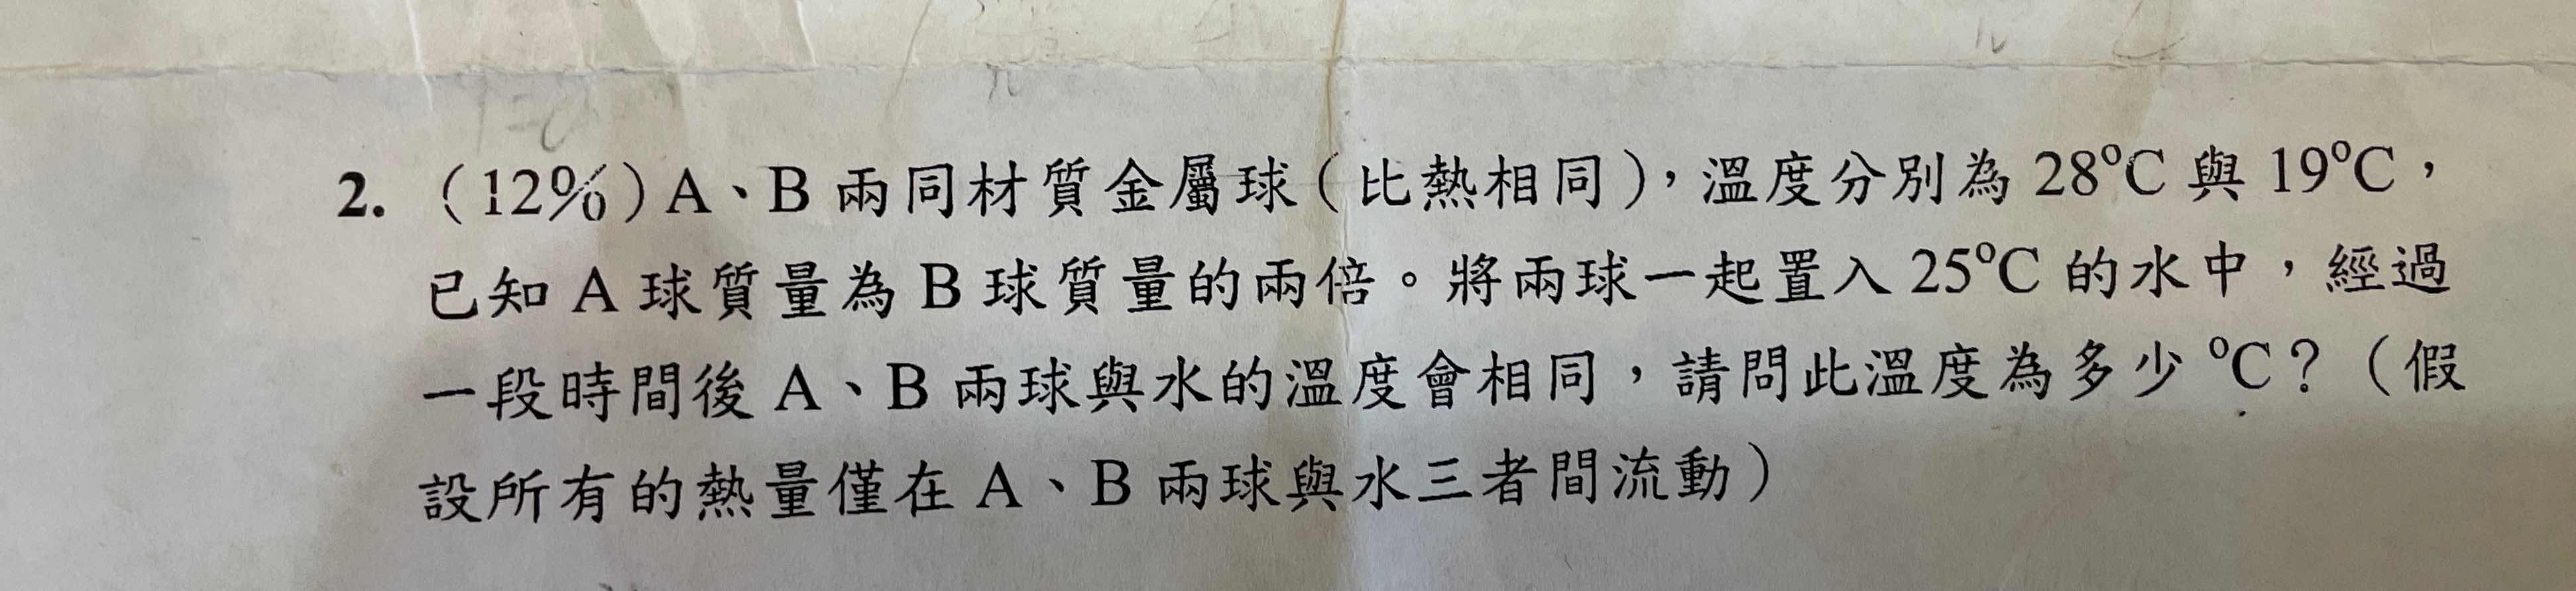 2. (12%) A、B 兩同材質金屬球(比熱相同)，溫度分別為 28°C 與 19°C，
已知 A 球質量為 B 球質量的兩倍。將兩球一起置入 25°C 的水中，經過
一段時間後 A、B 兩球與水的溫度會相同，請問此溫度為多少 °C？(假
設所有的熱量僅在 A、B 兩球與水三者間流動)